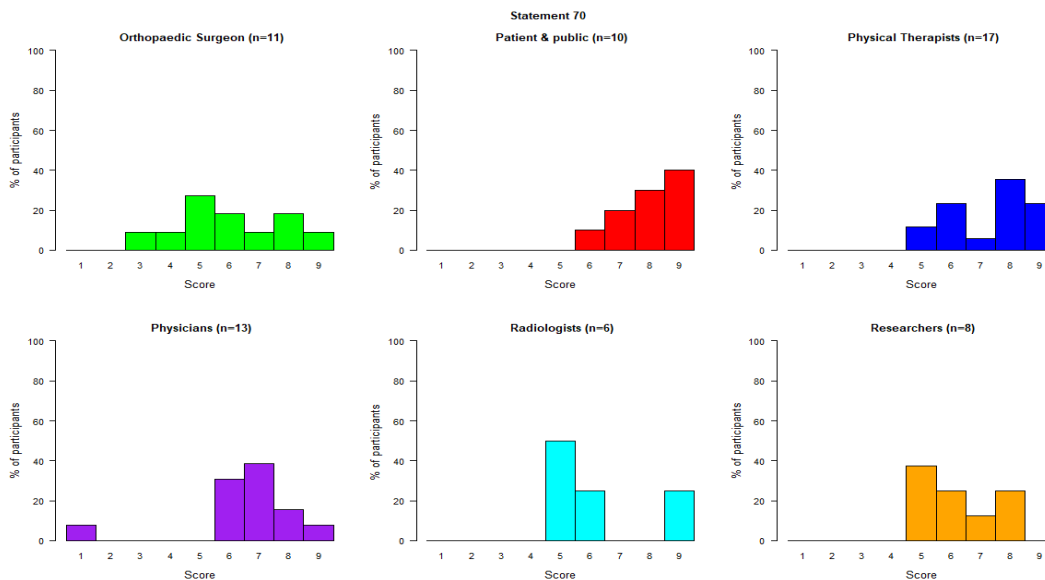 Statement 70
Orthopaedic Surgeon (n=11)
% of participants
100
80
60
40
20
0
1 2 3 4 5 6 7 8 9
Score
Patient & public (n=10)
% of participants
100
80
60
40
20
0
1 2 3 4 5 6 7 8 9
Score
Physical Therapists (n=17)
% of participants
100
80
60
40
20
0
1 2 3 4 5 6 7 8 9
Score
Physicians (n=13)
% of participants
100
80
60
40
20
0
1 2 3 4 5 6 7 8 9
Score
Radiologists (n=6)
% of participants
100
80
60
40
20
0
1 2 3 4 5 6 7 8 9
Score
Researchers (n=8)
% of participants
100
80
60
40
20
0
1 2 3 4 5 6 7 8 9
Score